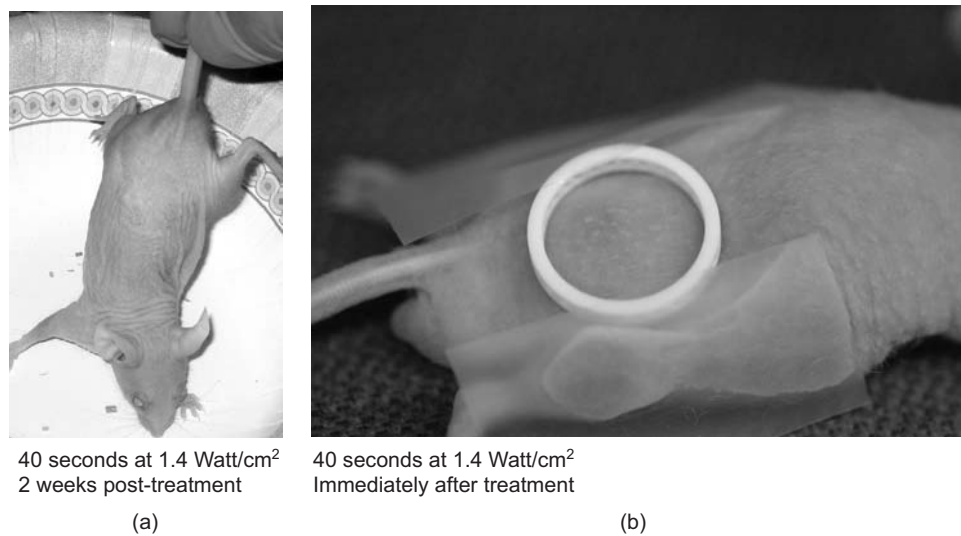 40 seconds at 1.4 Watt/cm²
2 weeks post-treatment
(a)
40 seconds at 1.4 Watt/cm²
Immediately after treatment
(b)